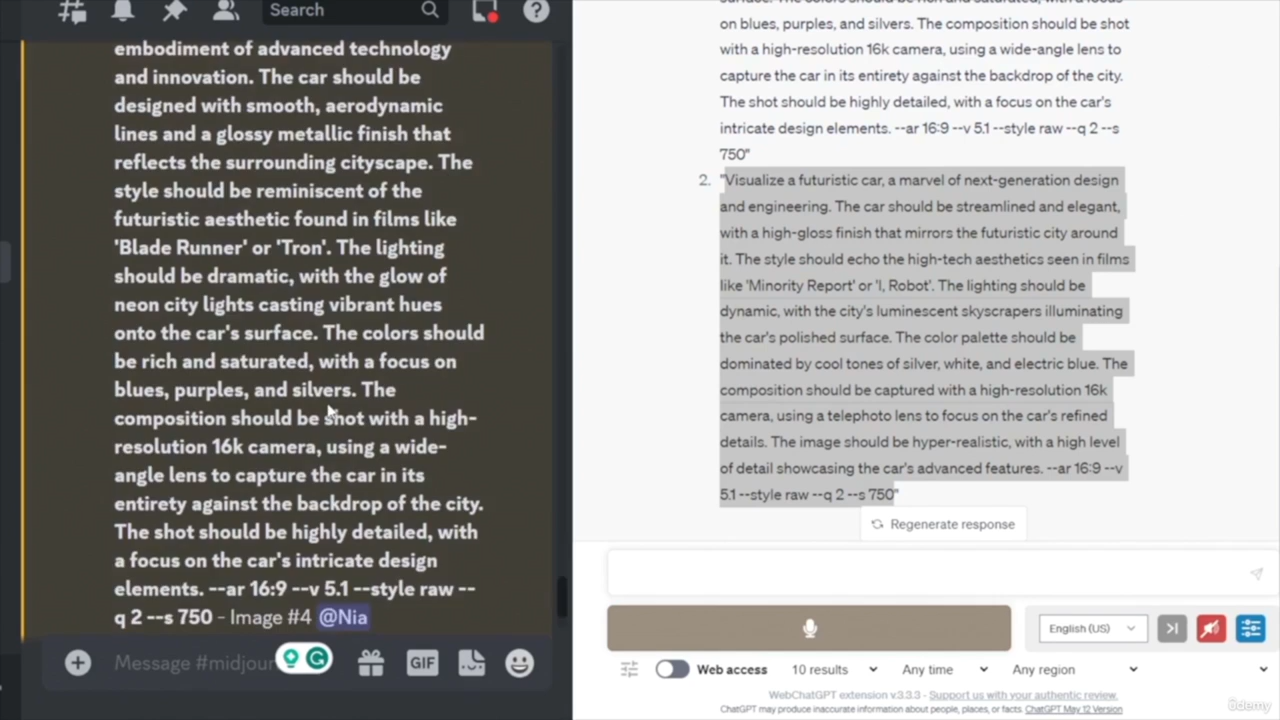 Search
embodiment of advanced technology
and innovation. The car should be
designed with smooth, aerodynamic
lines and a glossy metallic finish that
reflects the surrounding cityscape. The
style should be reminiscent of the
futuristic aesthetic found in films like
'Blade Runner' or 'Tron'. The lighting
should be dramatic, with the glow of
neon city lights casting vibrant hues
onto the car's surface. The colors should
be rich and saturated, with a focus on
blues, purples, and silvers. The
composition should be shot with a high-
resolution 16k camera, using a wide-
angle lens to capture the car in its
entirety against the backdrop of the city.
The shot should be highly detailed, with
a focus on the car's intricate design
elements. --ar 16:9 --v 5.1 --style raw --
q 2 --s 750 - Image #4 @Nia
Message #midjour
GIF
surface. The colors should be rich and saturated, with a focus
on blues, purples, and silvers. The composition should be shot
with a high-resolution 16k camera, using a wide-angle lens to
capture the car in its entirety against the backdrop of the city.
The shot should be highly detailed, with a focus on the car's
intricate design elements. --ar 16:9 --v 5.1 --style raw --q 2 --s
750"
2. "Visualize a futuristic car, a marvel of next-generation design
and engineering. The car should be streamlined and elegant,
with a high-gloss finish that mirrors the futuristic city around
it. The style should echo the high-tech aesthetics seen in films
like 'Minority Report' or 'I, Robot'. The lighting should be
dynamic, with the city's luminescent skyscrapers illuminating
the car's polished surface. The color palette should be
dominated by cool tones of silver, white, and electric blue. The
composition should be captured with a high-resolution 16k
camera, using a telephoto lens to focus on the car's refined
details. The image should be hyper-realistic, with a high level
of detail showcasing the car's advanced features. --ar 16:9 --v
5.1 --style raw --q 2 --s 750"
Regenerate response
English (US)
Web access 10 results Any time Any region
WebChatGPT extension v.3.3.3 - Support us with your authentic review.
ChatGPT may produce inaccurate information about people, places, or facts. ChatGPT May 12 Version
ûdemy